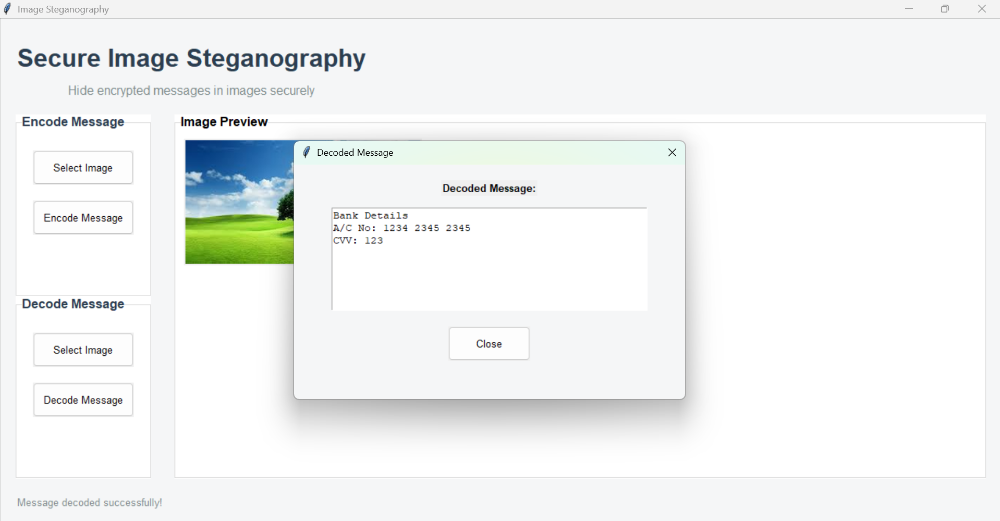 Image Steganography
Secure Image Steganography
Hide encrypted messages in images securely
Encode Message
Select Image
Encode Message
Decode Message
Select Image
Decode Message
Image Preview
Decoded Message
Decoded Message:
Bank Details
A/C No: 1234 2345 2345
CVV: 123
Close
Message decoded successfully!